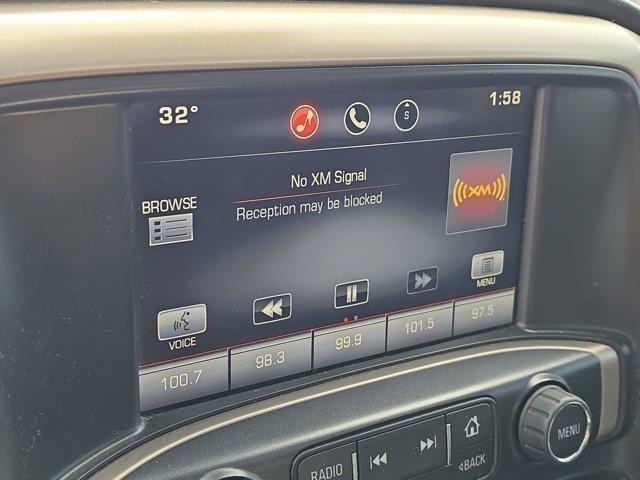 32° S 1:58
No XM Signal
XM
BROWSE
Reception may be blocked
MENU
VOICE
100.7 98.3 99.9 101.5 97.5
RADIO
BACK
MENU